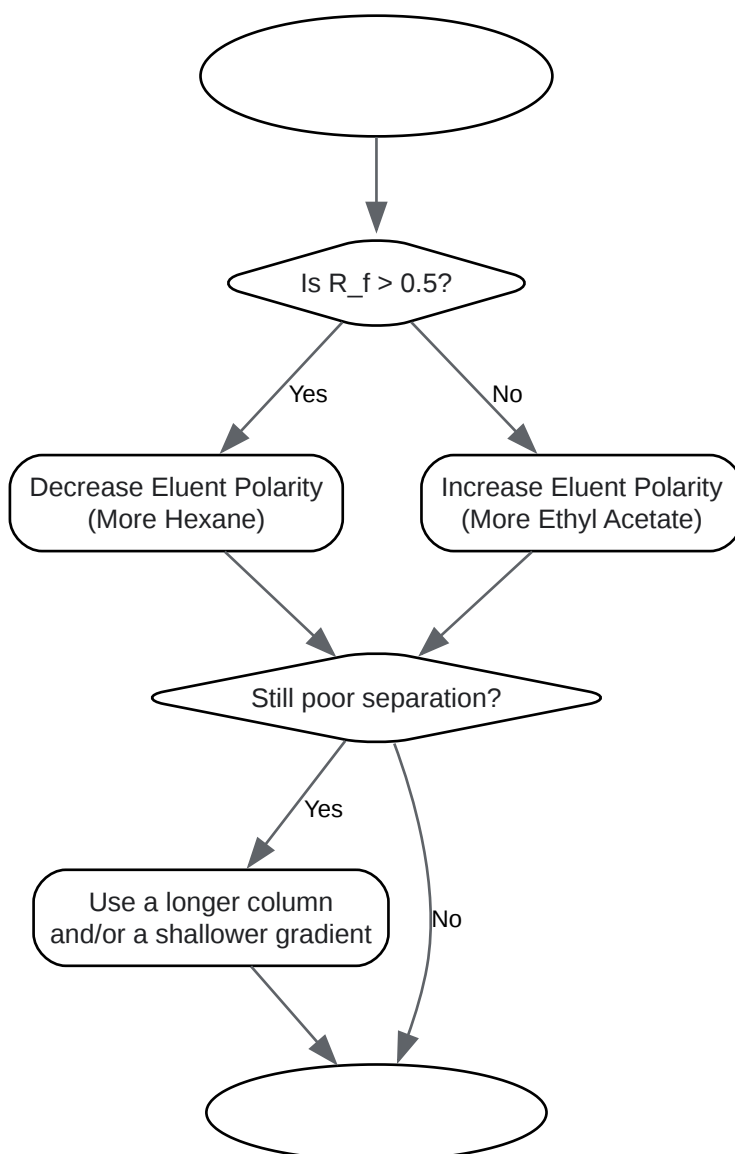 Is R_f > 0.5?
Yes
No
Decrease Eluent Polarity
(More Hexane)
Increase Eluent Polarity
(More Ethyl Acetate)
Still poor separation?
Yes
Use a longer column
and/or a shallower gradient
No